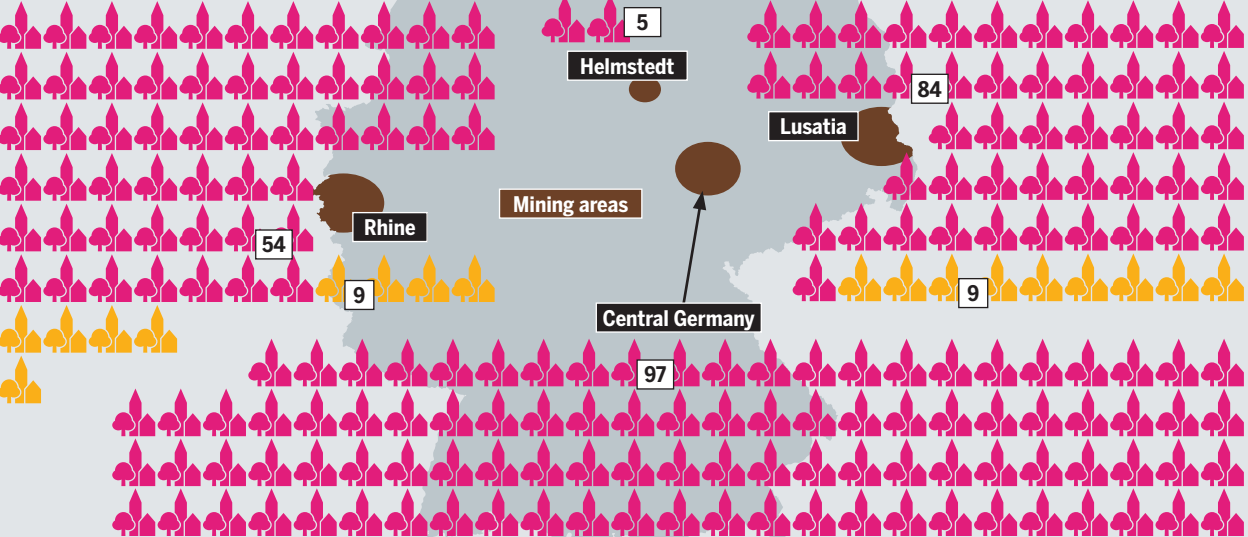 5
Helmstedt
84
Lusatia
Mining areas
Rhine
54
9
9
Central Germany
97